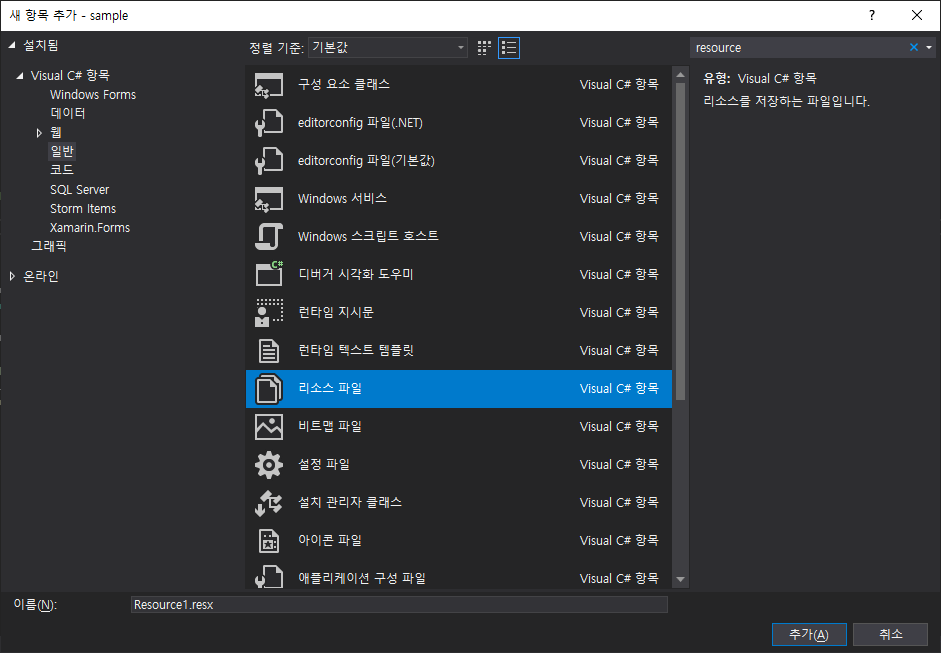 새 항목 추가 - sample
?
설치됨
정렬 기준: 기본값
resource
Visual C# 항목
Windows Forms
데이터
웹
일반
코드
SQL Server
Storm Items
Xamarin.Forms
그래픽
온라인
구성 요소 클래스 Visual C# 항목
editorconfig 파일(.NET) Visual C# 항목
editorconfig 파일(기본값) Visual C# 항목
Windows 서비스 Visual C# 항목
Windows 스크립트 호스트 Visual C# 항목
C#
디버거 시각화 도우미 Visual C# 항목
런타임 지시문 Visual C# 항목
런타임 텍스트 템플릿 Visual C# 항목
리소스 파일 Visual C# 항목
비트맵 파일 Visual C# 항목
설정 파일 Visual C# 항목
설치 관리자 클래스 Visual C# 항목
아이콘 파일 Visual C# 항목
애플리케이션 구성 파일 Visual C# 항목
유형: Visual C# 항목
리소스를 저장하는 파일입니다.
이름(N): Resource1.resx
추가(A) 취소